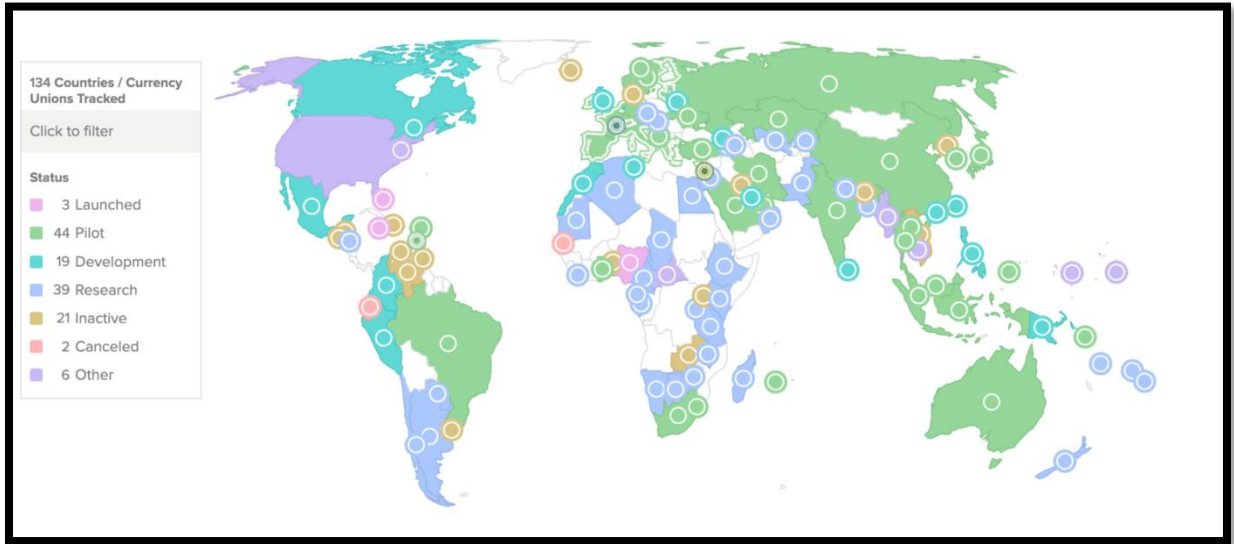 134 Countries / Currency
Unions Tracked
Click to filter
Status
3 Launched
44 Pilot
19 Development
39 Research
21 Inactive
2 Canceled
6 Other